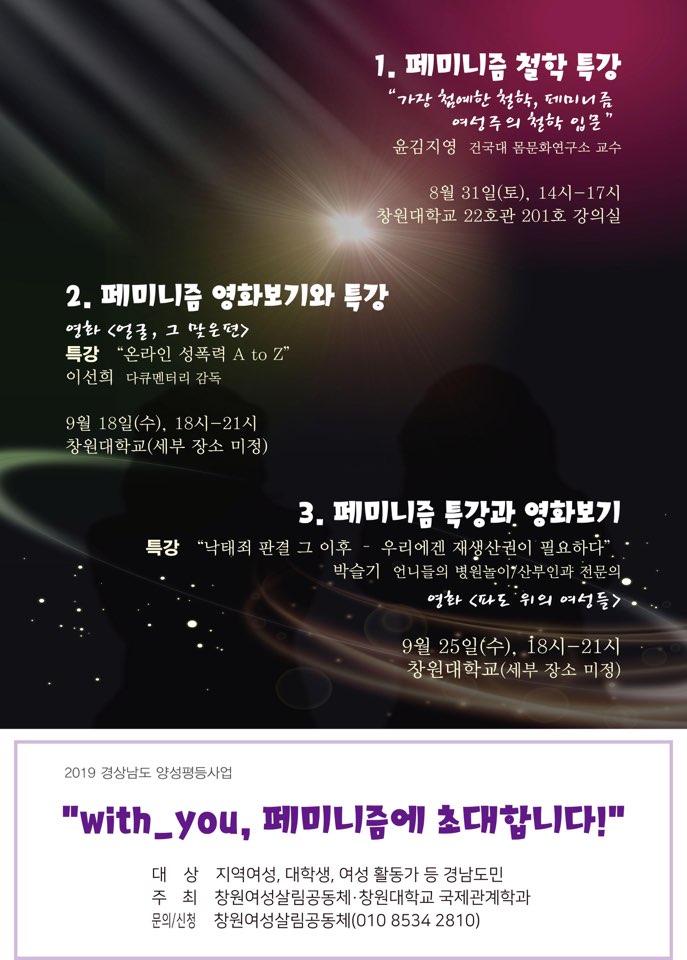 1. 페미니즘 철학 특강
“가장 첨예한 철학, 페미니즘
여성주의 철학 입문”
윤김지영 건국대 몸문화연구소 교수
8월 31일(토), 14시-17시
창원대학교 22호관 201호 강의실
2. 페미니즘 영화보기와 특강
영화 <얼굴, 그 맞은편>
특강 “온라인 성폭력 A to Z”
이선희 다큐멘터리 감독
9월 18일(수), 18시-21시
창원대학교(세부 장소 미정)
3. 페미니즘 특강과 영화보기
특강 “낙태죄 판결 그 이후 - 우리에겐 재생산권이 필요하다”
박슬기 언니들의 병원놀이/산부인과 전문의
영화 <파도 위의 여성들>
9월 25일(수), 18시-21시
창원대학교(세부 장소 미정)
2019 경상남도 양성평등사업
"with_you, 페미니즘에 초대합니다!"
대 상 지역여성, 대학생, 여성 활동가 등 경남도민
주 최 창원여성살림공동체·창원대학교 국제관계학과
문의/신청 창원여성살림공동체(010 8534 2810)